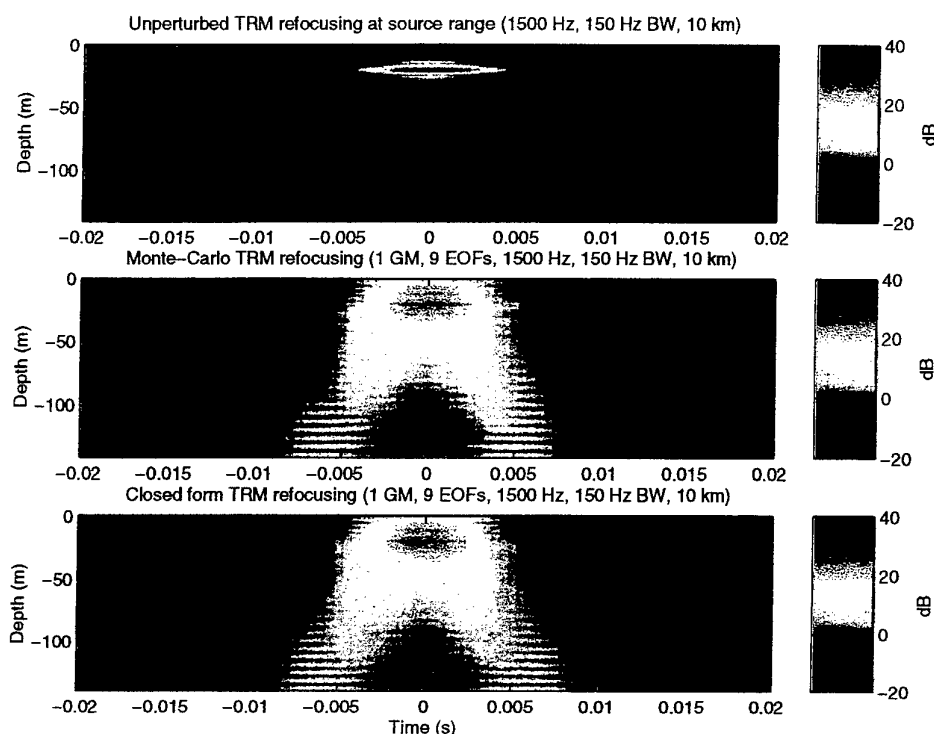 Unperturbed TRM refocusing at source range (1500 Hz, 150 Hz BW, 10 km)
0
−50
−100
Depth (m)
−0.02 −0.015 −0.01 −0.005 0 0.005 0.01 0.015 0.02
40
20
0
−20
dB
Monte−Carlo TRM refocusing (1 GM, 9 EOFs, 1500 Hz, 150 Hz BW, 10 km)
0
−50
−100
Depth (m)
−0.02 −0.015 −0.01 −0.005 0 0.005 0.01 0.015 0.02
40
20
0
−20
dB
Closed form TRM refocusing (1 GM, 9 EOFs, 1500 Hz, 150 Hz BW, 10 km)
0
−50
−100
Depth (m)
−0.02 −0.015 −0.01 −0.005 0 0.005 0.01 0.015 0.02
Time (s)
40
20
0
−20
dB